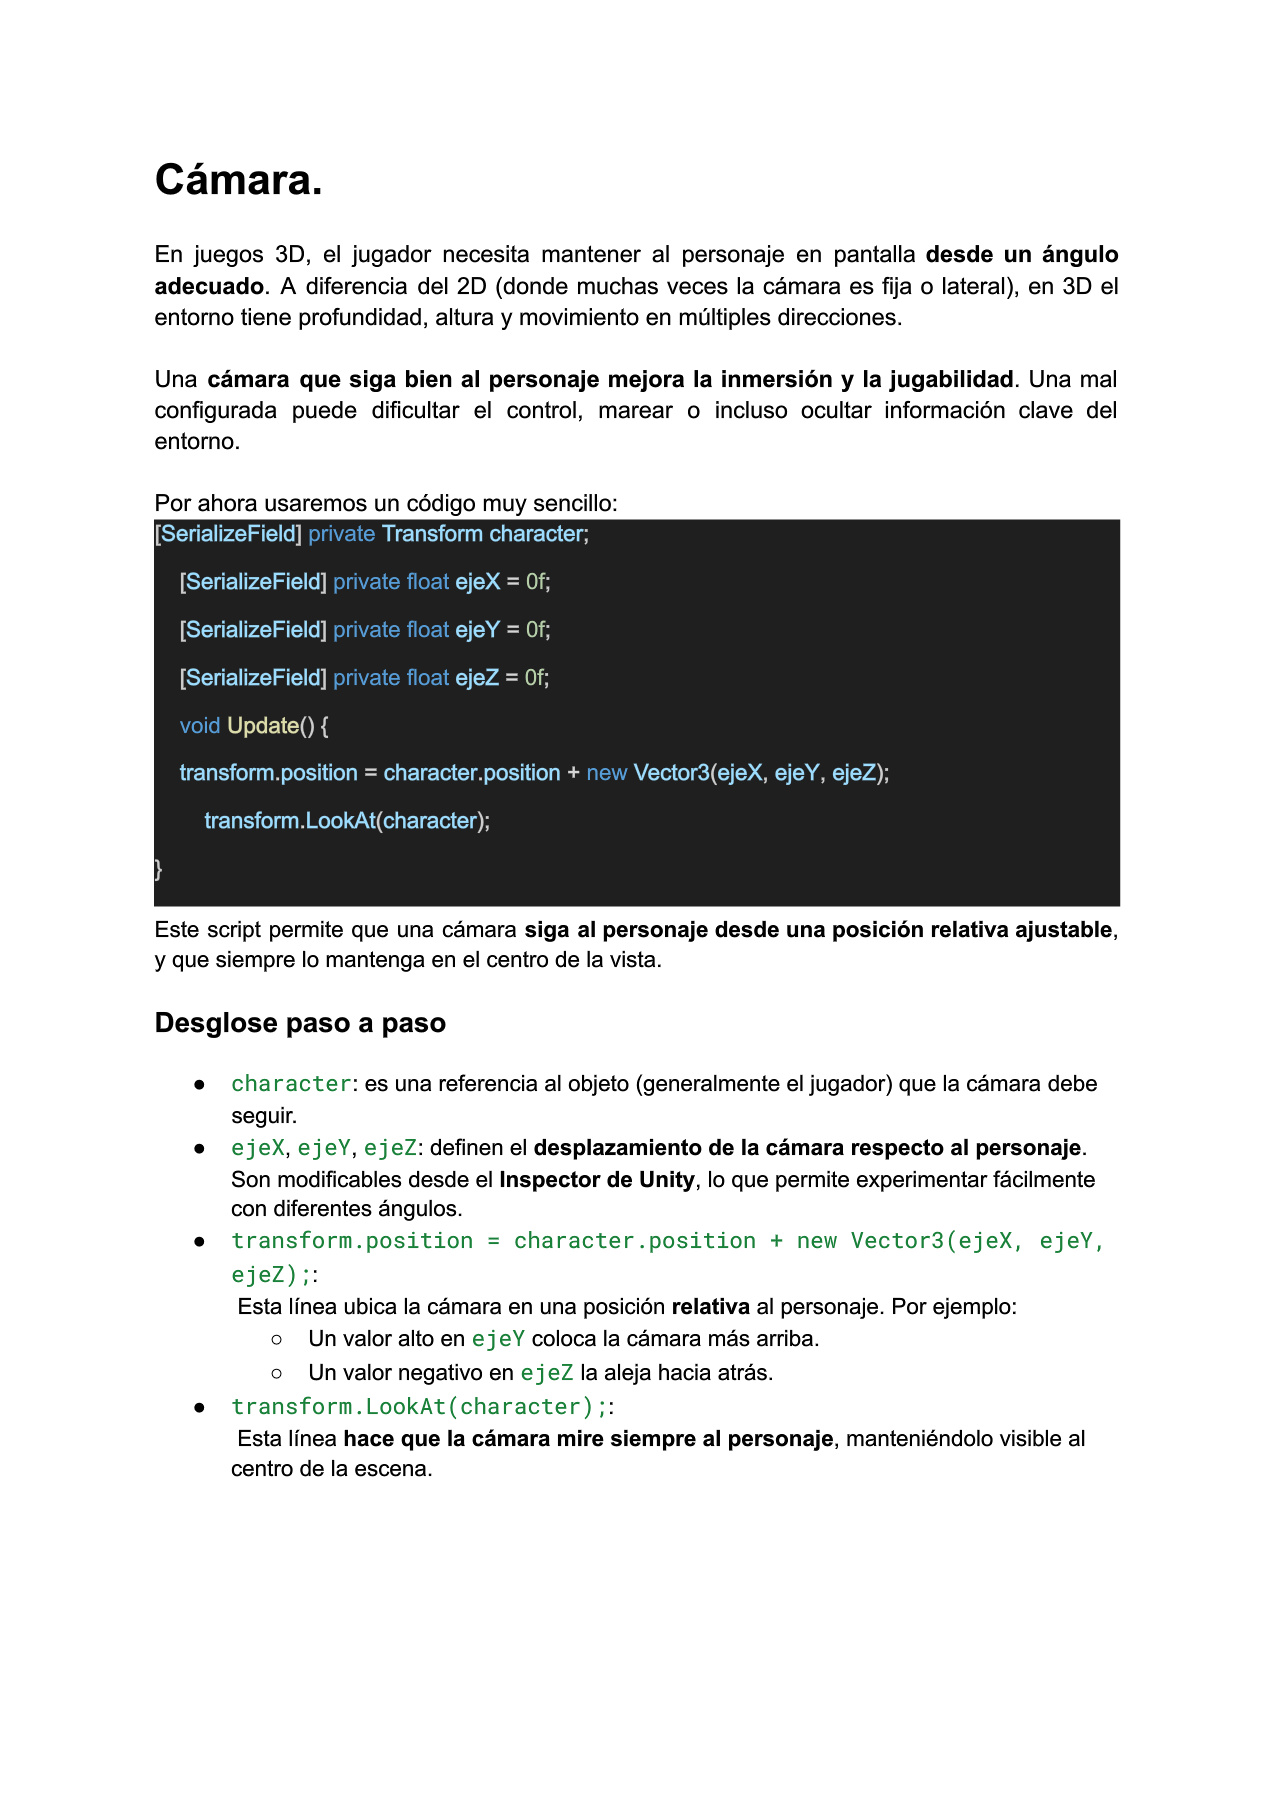 Cámara.
En juegos 3D, el jugador necesita mantener al personaje en pantalla desde un ángulo
adecuado. A diferencia del 2D (donde muchas veces la cámara es fija o lateral), en 3D el
entorno tiene profundidad, altura y movimiento en múltiples direcciones.
Una cámara que siga bien al personaje mejora la inmersión y la jugabilidad. Una mal
configurada puede dificultar el control, marear o incluso ocultar información clave del
entorno.
Por ahora usaremos un código muy sencillo:
[SerializeField] private Transform character;
[SerializeField] private float ejeX = 0f;
[SerializeField] private float ejeY = 0f;
[SerializeField] private float ejeZ = 0f;
void Update() {
transform.position = character.position + new Vector3(ejeX, ejeY, ejeZ);
transform.LookAt(character);
}
Este script permite que una cámara siga al personaje desde una posición relativa ajustable,
y que siempre lo mantenga en el centro de la vista.
Desglose paso a paso
● character: es una referencia al objeto (generalmente el jugador) que la cámara debe
seguir.
● ejeX, ejeY, ejeZ: definen el desplazamiento de la cámara respecto al personaje.
Son modificables desde el Inspector de Unity, lo que permite experimentar fácilmente
con diferentes ángulos.
● transform.position = character.position + new Vector3(ejeX, ejeY,
ejeZ);:
Esta línea ubica la cámara en una posición relativa al personaje. Por ejemplo:
○ Un valor alto en ejeY coloca la cámara más arriba.
○ Un valor negativo en ejeZ la aleja hacia atrás.
● transform.LookAt(character);:
Esta línea hace que la cámara mire siempre al personaje, manteniéndolo visible al
centro de la escena.